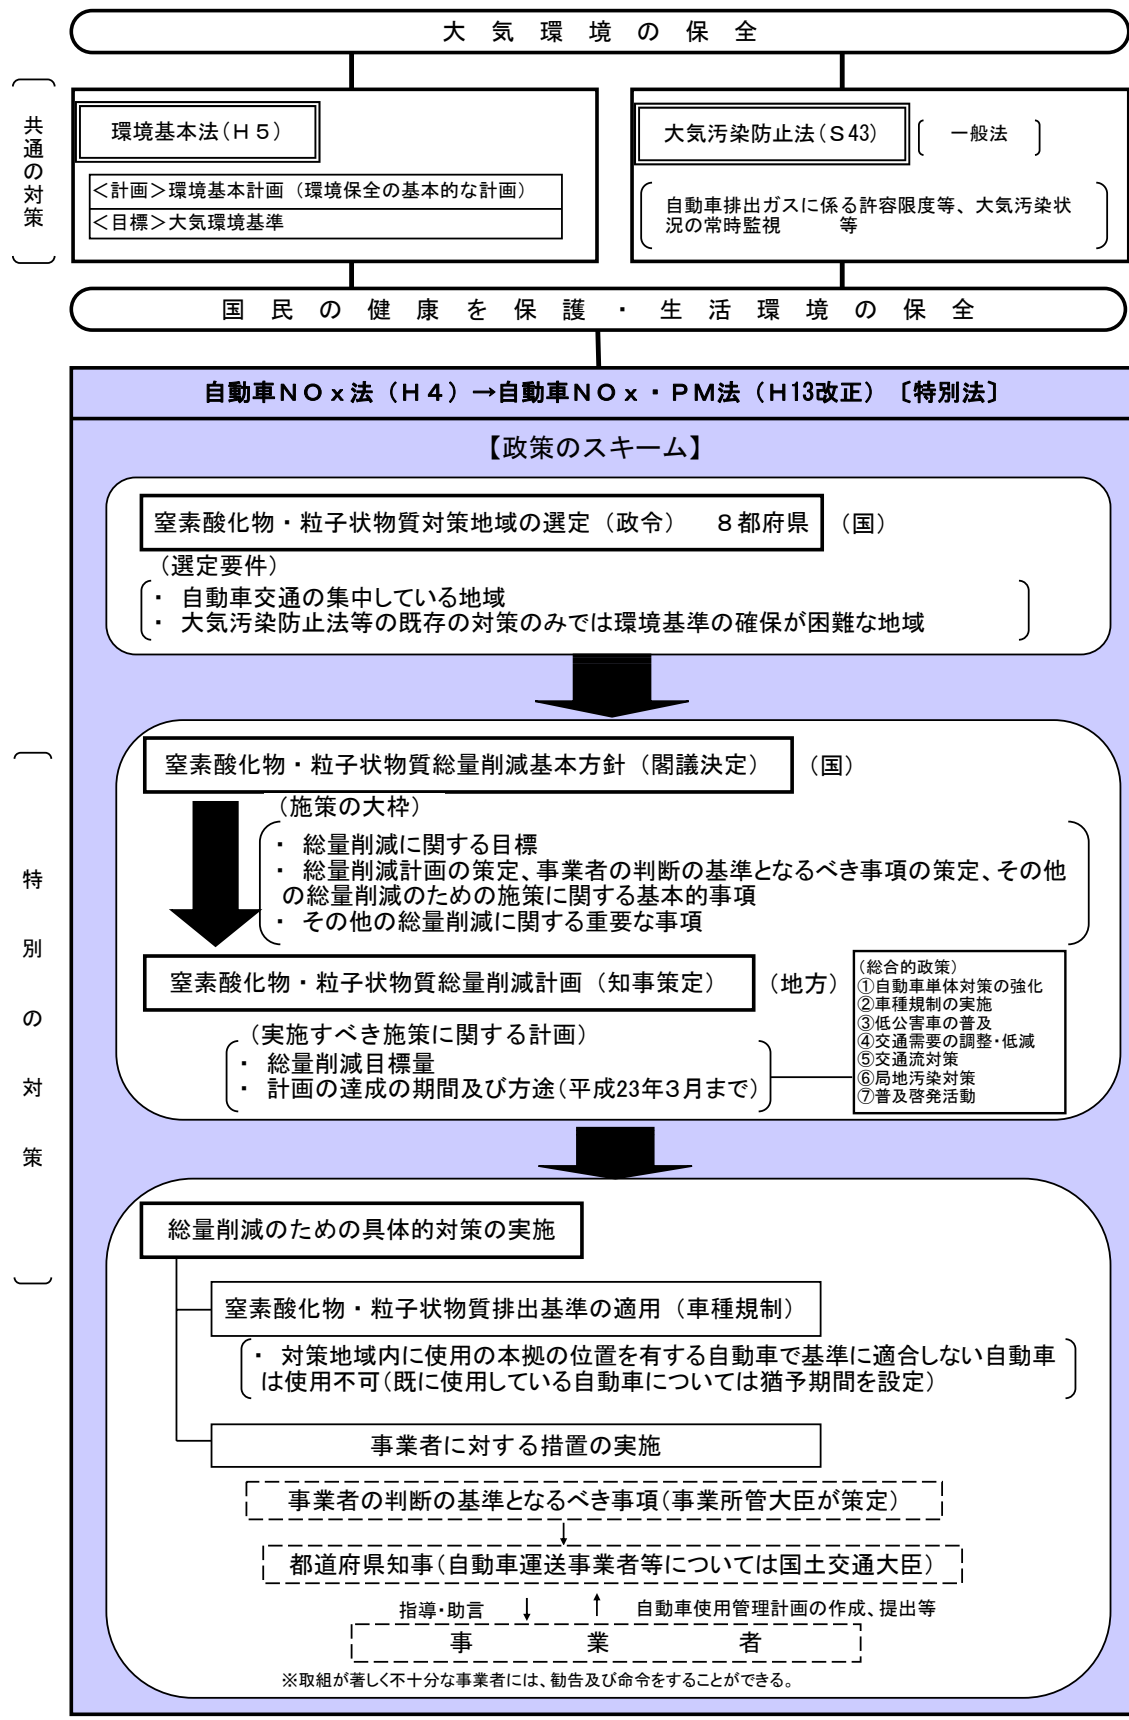 大気環境の保全
共通の対策
環境基本法(H5)
<計画>環境基本計画(環境保全の基本的な計画)
<目標>大気環境基準
大気汚染防止法(S43)
一般法
自動車排出ガスに係る許容限度等、大気汚染状
況の常時監視 等
国民の健康を保護・生活環境の保全
自動車NOx法(H4)→自動車NOx・PM法(H13改正)〔特別法〕
【政策のスキーム】
窒素酸化物・粒子状物質対策地域の選定(政令) 8都府県
(国)
(選定要件)
・ 自動車交通の集中している地域
・ 大気汚染防止法等の既存の対策のみでは環境基準の確保が困難な地域
特別の対策
窒素酸化物・粒子状物質総量削減基本方針(閣議決定)
(国)
(施策の大枠)
・ 総量削減に関する目標
・ 総量削減計画の策定、事業者の判断の基準となるべき事項の策定、その他
の総量削減のための施策に関する基本的事項
・ その他の総量削減に関する重要な事項
窒素酸化物・粒子状物質総量削減計画(知事策定)
(地方)
(実施すべき施策に関する計画)
・ 総量削減目標量
・ 計画の達成の期間及び方途(平成23年3月まで)
(総合的政策)
①自動車単体対策の強化
②車種規制の実施
③低公害車の普及
④交通需要の調整・低減
⑤交通流対策
⑥局地汚染対策
⑦普及啓発活動
総量削減のための具体的対策の実施
窒素酸化物・粒子状物質排出基準の適用(車種規制)
・ 対策地域内に使用の本拠の位置を有する自動車で基準に適合しない自動車
は使用不可(既に使用している自動車については猶予期間を設定)
事業者に対する措置の実施
事業者の判断の基準となるべき事項(事業所管大臣が策定)
都道府県知事(自動車運送事業者等については国土交通大臣)
指導・助言
自動車使用管理計画の作成、提出等
事業者
※取組が著しく不十分な事業者には、勧告及び命令をすることができる。